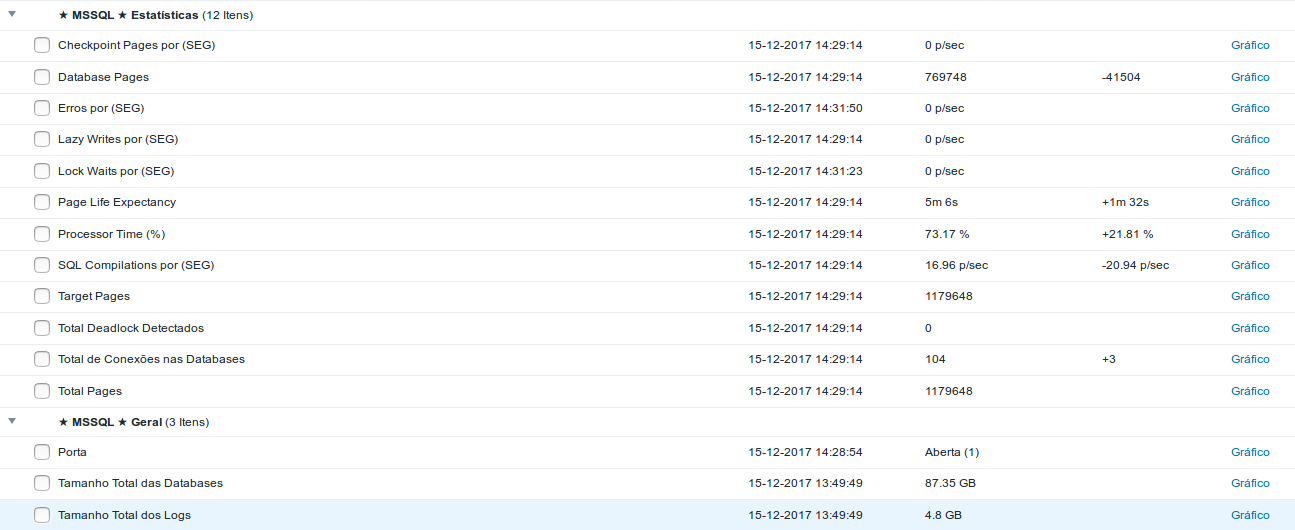 ★ MSSQL ★ Estatísticas (12 Itens)
Checkpoint Pages por (SEG) 15-12-2017 14:29:14 0 p/sec Gráfico
Database Pages 15-12-2017 14:29:14 769748 -41504 Gráfico
Erros por (SEG) 15-12-2017 14:31:50 0 p/sec Gráfico
Lazy Writes por (SEG) 15-12-2017 14:29:14 0 p/sec Gráfico
Lock Waits por (SEG) 15-12-2017 14:31:23 0 p/sec Gráfico
Page Life Expectancy 15-12-2017 14:29:14 5m 6s +1m 32s Gráfico
Processor Time (%) 15-12-2017 14:29:14 73.17 % +21.81 % Gráfico
SQL Compilations por (SEG) 15-12-2017 14:29:14 16.96 p/sec -20.94 p/sec Gráfico
Target Pages 15-12-2017 14:29:14 1179648 Gráfico
Total Deadlock Detectados 15-12-2017 14:29:14 0 Gráfico
Total de Conexões nas Databases 15-12-2017 14:29:14 104 +3 Gráfico
Total Pages 15-12-2017 14:29:14 1179648 Gráfico
★ MSSQL ★ Geral (3 Itens)
Porta 15-12-2017 14:28:54 Aberta (1) Gráfico
Tamanho Total das Databases 15-12-2017 13:49:49 87.35 GB Gráfico
Tamanho Total dos Logs 15-12-2017 13:49:49 4.8 GB Gráfico